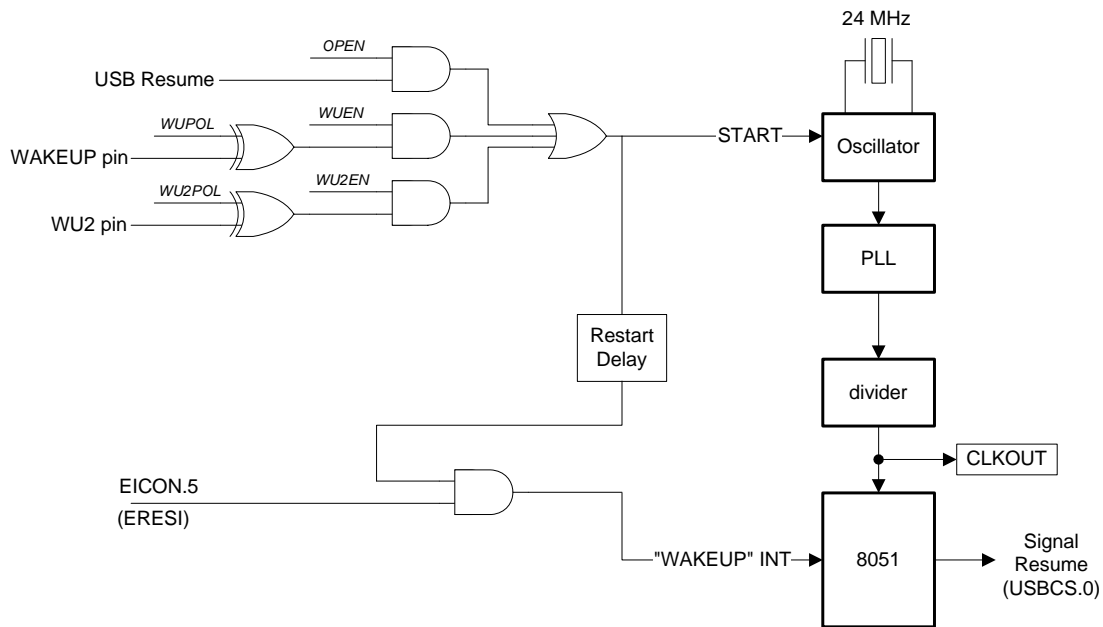 24 MHz
OPEN
USB Resume
WUPOL
WUEN
WAKEUP pin
START
Oscillator
WU2POL
WU2EN
WU2 pin
PLL
Restart
Delay
divider
CLKOUT
EICON.5
(ERESI)
"WAKEUP" INT
8051
Signal
Resume
(USBCS.0)